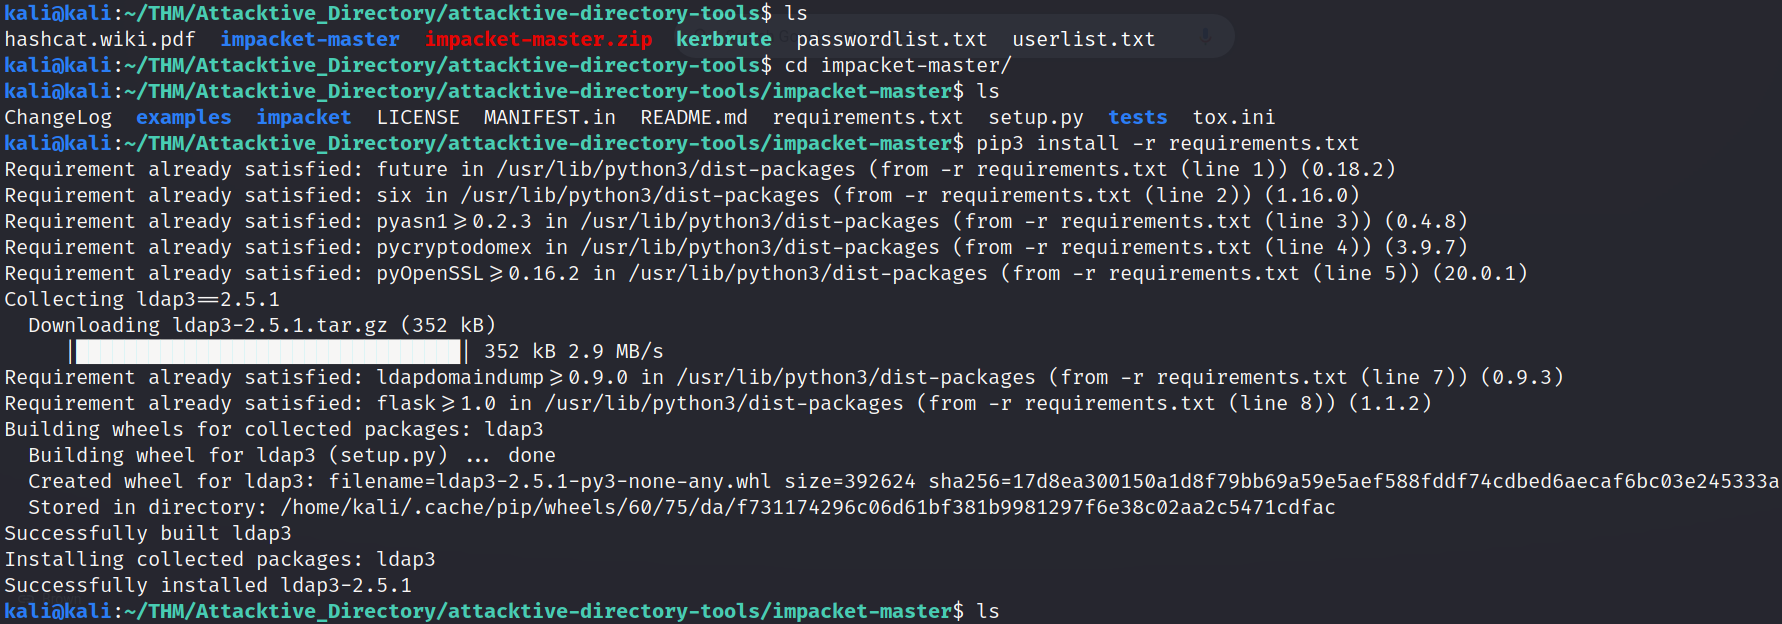 kali@kali:~/THM/Attacktive_Directory/attacktive-directory-tools$ ls
hashcat.wiki.pdf  impacket-master  impacket-master.zip  kerbrute  passwordlist.txt  userlist.txt
kali@kali:~/THM/Attacktive_Directory/attacktive-directory-tools$ cd impacket-master/
kali@kali:~/THM/Attacktive_Directory/attacktive-directory-tools/impacket-master$ ls
ChangeLog  examples  impacket  LICENSE  MANIFEST.in  README.md  requirements.txt  setup.py  tests  tox.ini
kali@kali:~/THM/Attacktive_Directory/attacktive-directory-tools/impacket-master$ pip3 install -r requirements.txt
Requirement already satisfied: future in /usr/lib/python3/dist-packages (from -r requirements.txt (line 1)) (0.18.2)
Requirement already satisfied: six in /usr/lib/python3/dist-packages (from -r requirements.txt (line 2)) (1.16.0)
Requirement already satisfied: pyasn1>=0.2.3 in /usr/lib/python3/dist-packages (from -r requirements.txt (line 3)) (0.4.8)
Requirement already satisfied: pycryptodomex in /usr/lib/python3/dist-packages (from -r requirements.txt (line 4)) (3.9.7)
Requirement already satisfied: pyOpenSSL>=0.16.2 in /usr/lib/python3/dist-packages (from -r requirements.txt (line 5)) (20.0.1)
Collecting ldap3==2.5.1
  Downloading ldap3-2.5.1.tar.gz (352 kB)
     |████████████████████████████████| 352 kB 2.9 MB/s
Requirement already satisfied: ldapdomaindump>=0.9.0 in /usr/lib/python3/dist-packages (from -r requirements.txt (line 7)) (0.9.3)
Requirement already satisfied: flask>=1.0 in /usr/lib/python3/dist-packages (from -r requirements.txt (line 8)) (1.1.2)
Building wheels for collected packages: ldap3
  Building wheel for ldap3 (setup.py) ... done
  Created wheel for ldap3: filename=ldap3-2.5.1-py3-none-any.whl size=392624 sha256=17d8ea300150a1d8f79bb69a59e5aef588fddf74cdbed6aecaf6bc03e245333a
  Stored in directory: /home/kali/.cache/pip/wheels/60/75/da/f731174296c06d61bf381b9981297f6e38c02aa2c5471cdfac
Successfully built ldap3
Installing collected packages: ldap3
Successfully installed ldap3-2.5.1
kali@kali:~/THM/Attacktive_Directory/attacktive-directory-tools/impacket-master$ ls